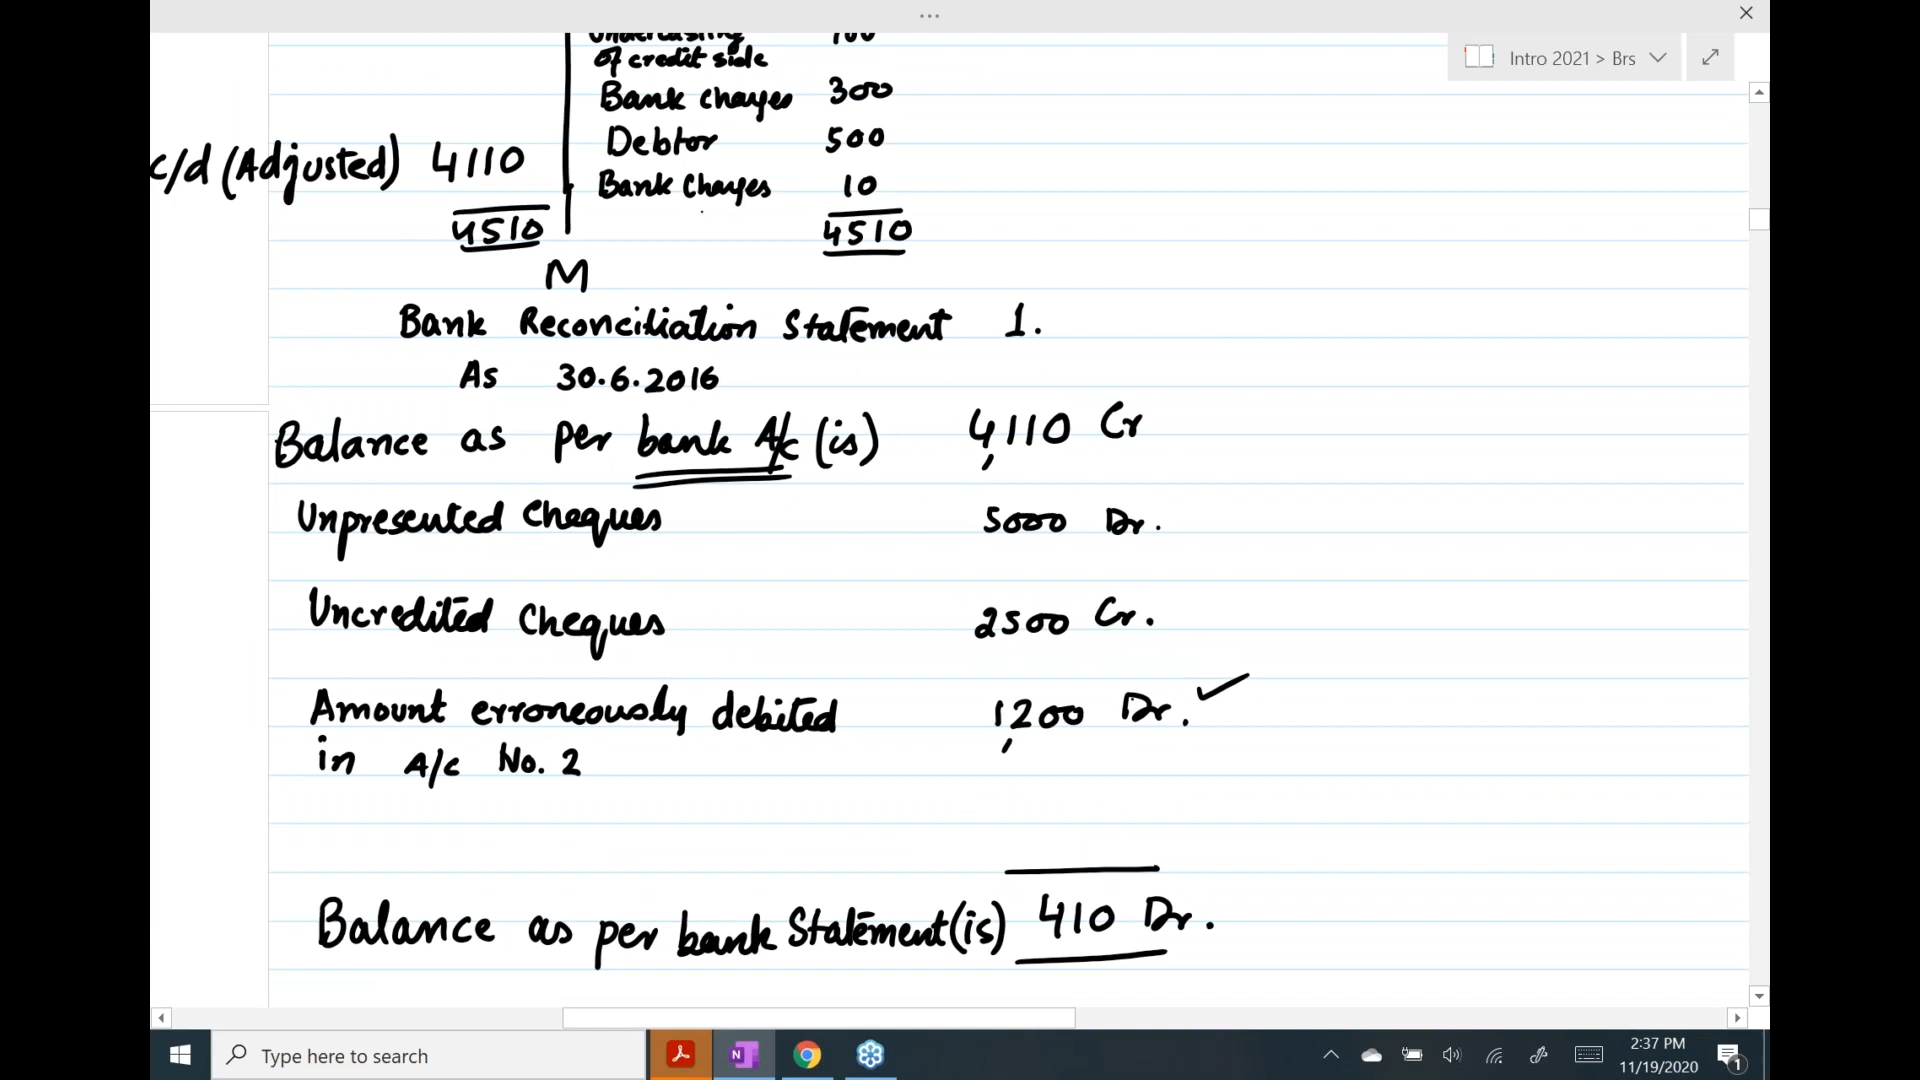 ...
Intro 2021 > Brs
Undercasting 100
of credit side
Bank charges 300
Debtor 500
c/d (Adjusted) 4110
Bank Charges 10
4510 4510
M
Bank Reconciliation Statement 1.
As 30.6.2016
Balance as per bank A/c (is) 4,110 Cr
Unpresented Cheques 5000 Dr.
Uncredited Cheques 2500 Cr.
Amount erroneously debited 1,200 Dr. ✓
in A/c No. 2
Balance as per bank Statement (is) 410 Dr.
Type here to search
2:37 PM
11/19/2020
1